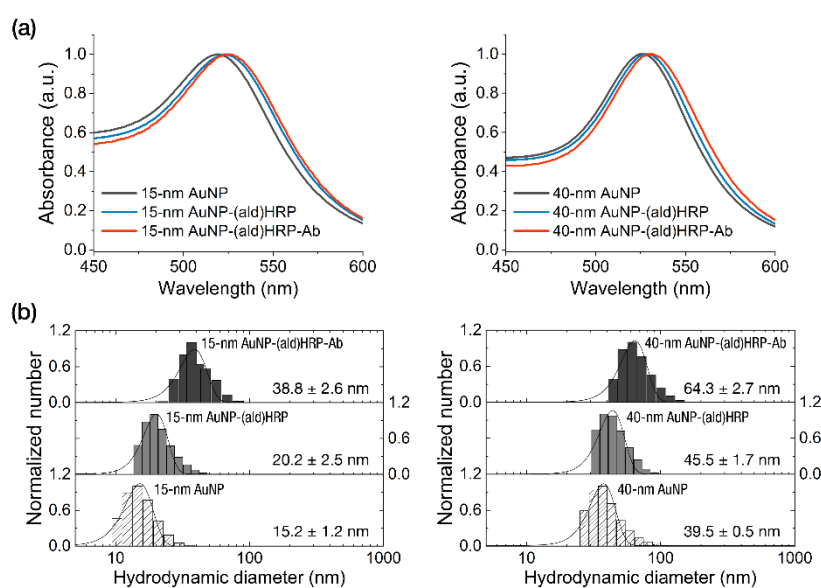 (a)
Absorbance (a.u.)
1.0
0.8
0.6
0.4
0.2
0.0
15-nm AuNP
15-nm AuNP-(ald)HRP
15-nm AuNP-(ald)HRP-Ab
450 500 550 600
Wavelength (nm)
Absorbance (a.u.)
1.0
0.8
0.6
0.4
0.2
0.0
40-nm AuNP
40-nm AuNP-(ald)HRP
40-nm AuNP-(ald)HRP-Ab
450 500 550 600
Wavelength (nm)
(b)
Normalized number
1.2
0.6
0.0
15-nm AuNP-(ald)HRP-Ab
38.8 ± 2.6 nm
1.2
0.6
0.0
15-nm AuNP-(ald)HRP
20.2 ± 2.5 nm
1.2
0.6
0.0
15-nm AuNP
15.2 ± 1.2 nm
10 100 1000
Hydrodynamic diameter (nm)
Normalized number
1.2
0.6
0.0
40-nm AuNP-(ald)HRP-Ab
64.3 ± 2.7 nm
1.2
0.6
0.0
40-nm AuNP-(ald)HRP
45.5 ± 1.7 nm
1.2
0.6
0.0
40-nm AuNP
39.5 ± 0.5 nm
10 100 1000
Hydrodynamic diameter (nm)